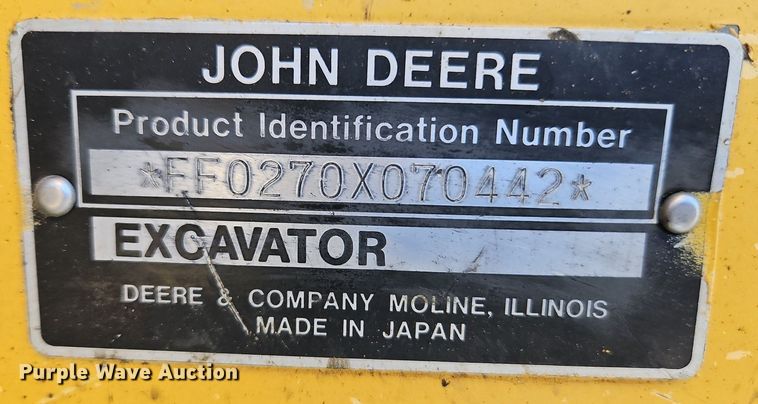 JOHN DEERE
Product Identification Number
*FF0270X070442*
EXCAVATOR
DEERE & COMPANY MOLINE, ILLINOIS
MADE IN JAPAN
Purple Wave Auction